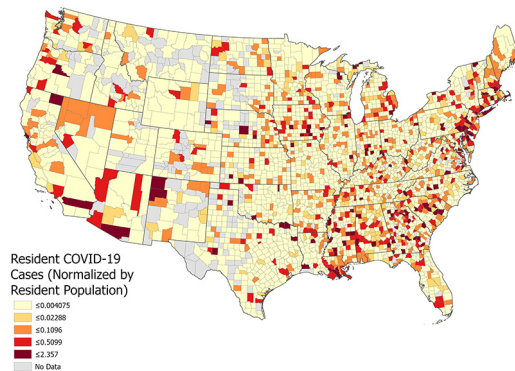 Resident COVID-19
Cases (Normalized by
Resident Population)
≤0.004075
≤0.02288
≤0.1096
≤0.5099
≤2.357
No Data